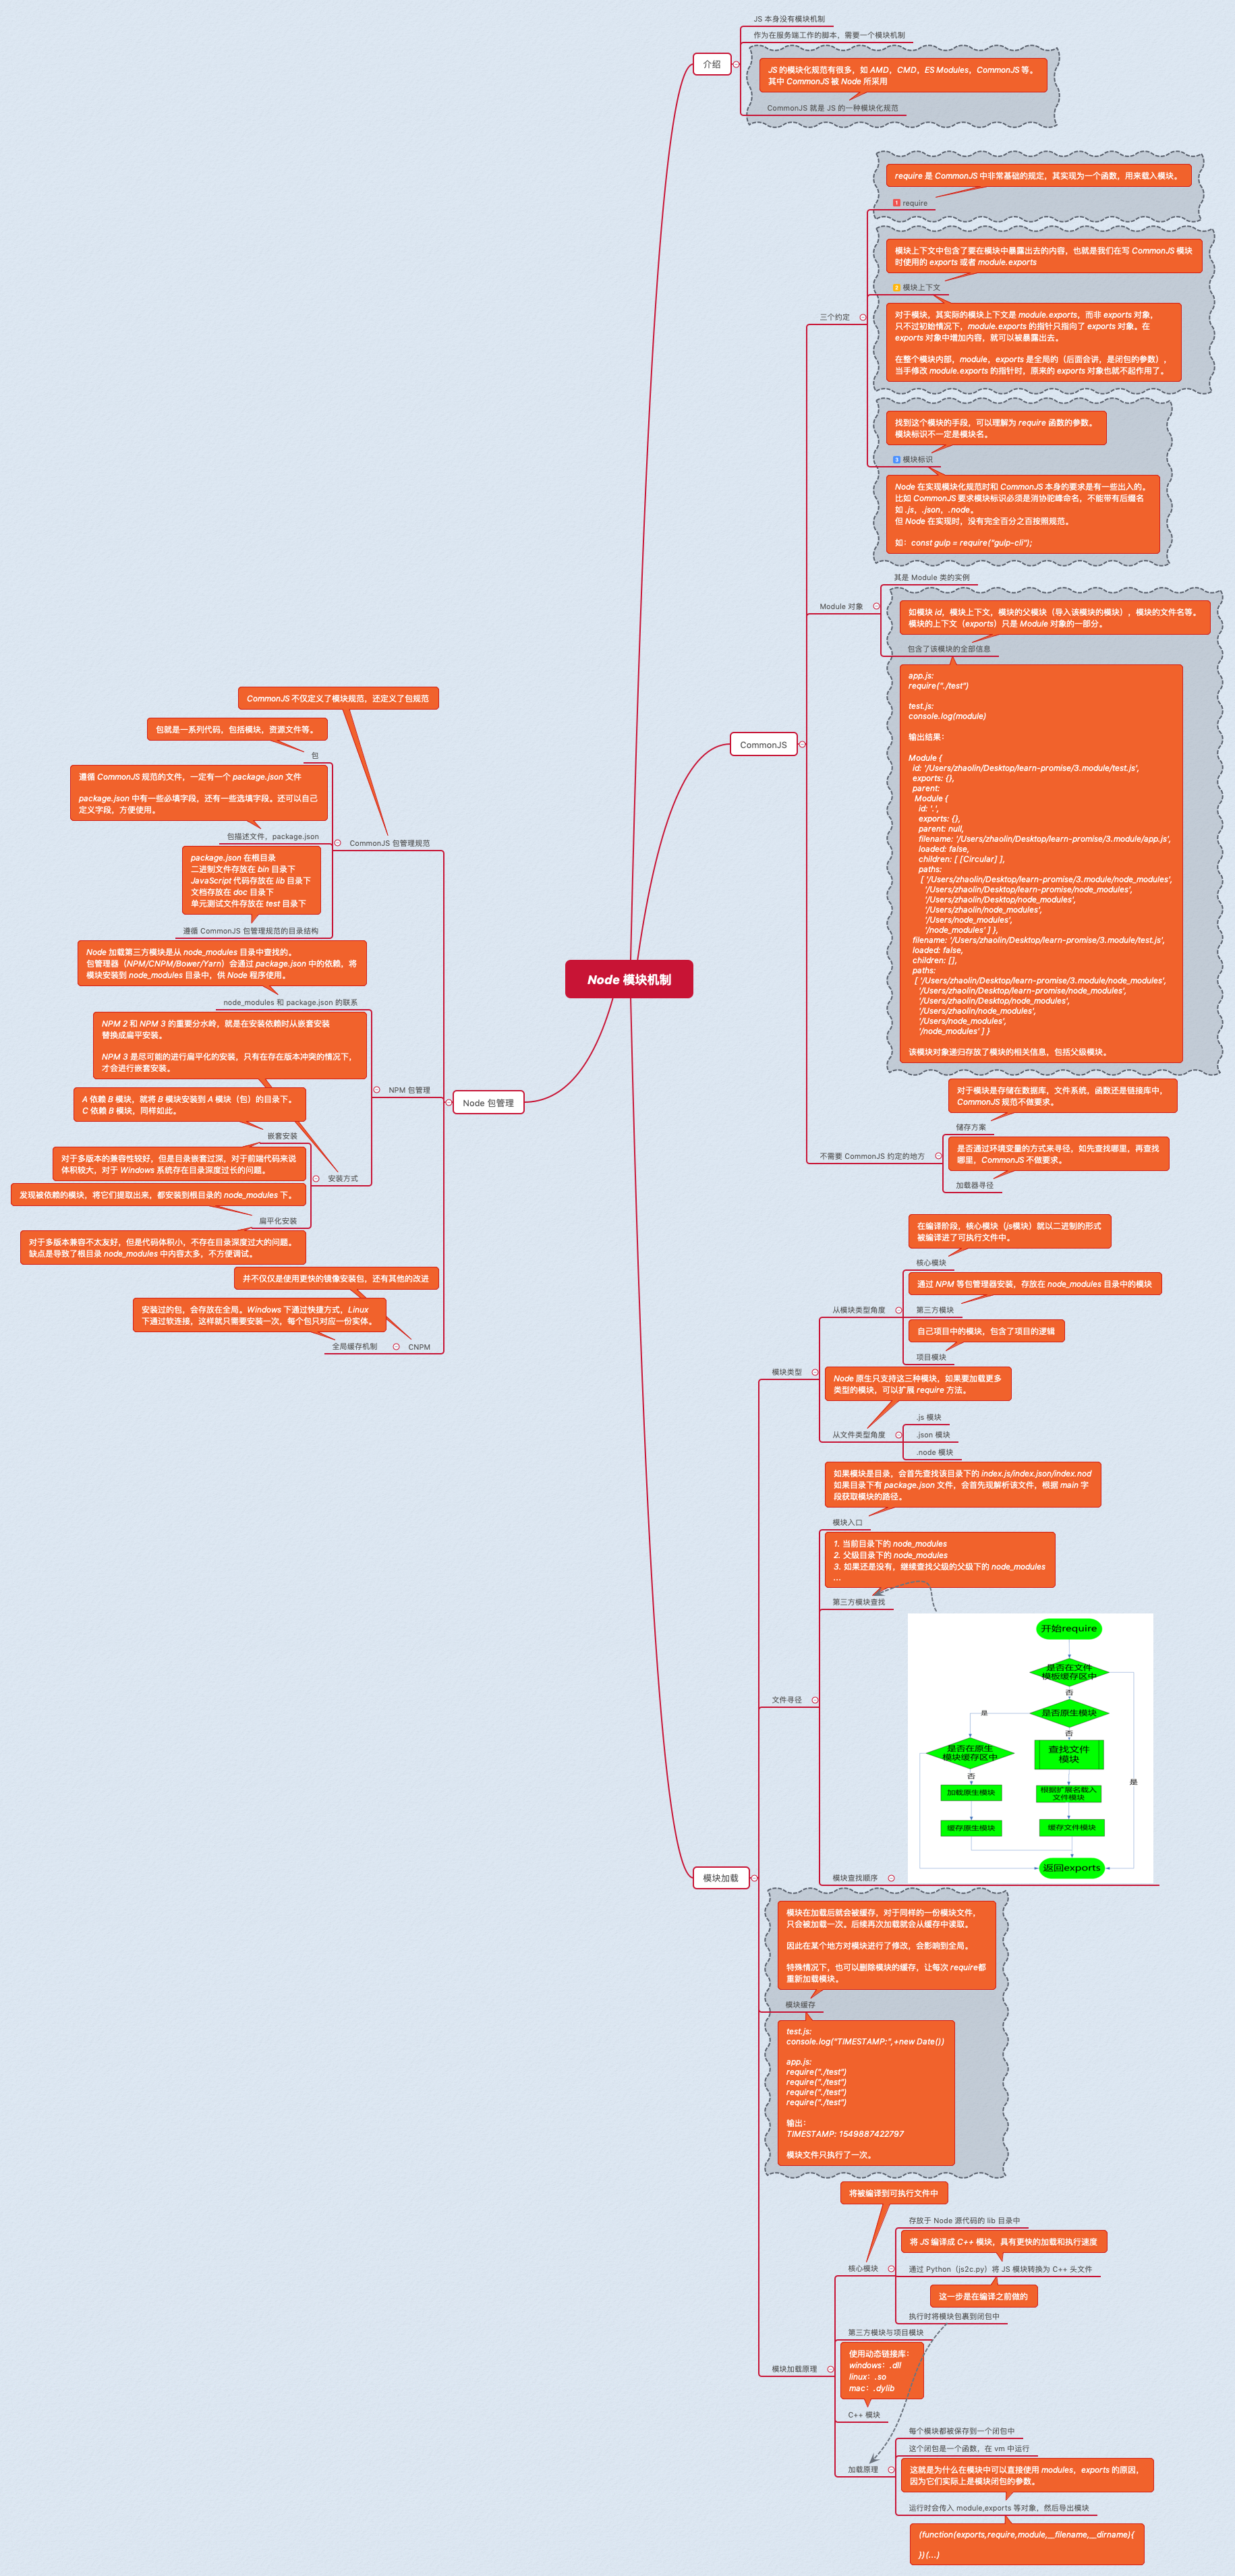 Node 模块机制
介绍
JS 本身没有模块机制
作为在服务端工作的脚本，需要一个模块机制
JS 的模块化规范有很多，如 AMD，CMD，ES Modules，CommonJS 等。
其中 CommonJS 被 Node 所采用
CommonJS 就是 JS 的一种模块化规范
CommonJS
三个约定
require 是 CommonJS 中非常基础的规定，其实现为一个函数，用来载入模块。
1 require
模块上下文中包含了要在模块中暴露出去的内容，也就是我们在写 CommonJS 模块
时使用的 exports 或者 module.exports
2 模块上下文
对于模块，其实际的模块上下文是 module.exports，而非 exports 对象，
只不过初始情况下，module.exports 的指针只指向了 exports 对象。在
exports 对象中增加内容，就可以被暴露出去。
在整个模块内部，module，exports 是全局的（后面会讲，是闭包的参数），
当手修改 module.exports 的指针时，原来的 exports 对象也就不起作用了。
找到这个模块的手段，可以理解为 require 函数的参数。
模块标识不一定是模块名。
3 模块标识
Node 在实现模块化规范时和 CommonJS 本身的要求是有一些出入的。
比如 CommonJS 要求模块标识必须是消协驼峰命名，不能带有后缀名
如 .js，.json，.node。
但 Node 在实现时，没有完全百分之百按照规范。
如：const gulp = require("gulp-cli");
Module 对象
其是 Module 类的实例
如模块 id，模块上下文，模块的父模块（导入该模块的模块），模块的文件名等。
模块的上下文（exports）只是 Module 对象的一部分。
包含了该模块的全部信息
app.js:
require("./test")
test.js:
console.log(module)
输出结果：
Module {
id: '/Users/zhaolin/Desktop/learn-promise/3.module/test.js',
exports: {},
parent:
Module {
id: '.',
exports: {},
parent: null,
filename: '/Users/zhaolin/Desktop/learn-promise/3.module/app.js',
loaded: false,
children: [ [Circular] ],
paths:
[ '/Users/zhaolin/Desktop/learn-promise/3.module/node_modules',
'/Users/zhaolin/Desktop/learn-promise/node_modules',
'/Users/zhaolin/Desktop/node_modules',
'/Users/zhaolin/node_modules',
'/Users/node_modules',
'/node_modules' ] },
filename: '/Users/zhaolin/Desktop/learn-promise/3.module/test.js',
loaded: false,
children: [],
paths:
[ '/Users/zhaolin/Desktop/learn-promise/3.module/node_modules',
'/Users/zhaolin/Desktop/learn-promise/node_modules',
'/Users/zhaolin/Desktop/node_modules',
'/Users/zhaolin/node_modules',
'/Users/node_modules',
'/node_modules' ] }
该模块对象递归存放了模块的相关信息，包括父级模块。
不需要 CommonJS 约定的地方
对于模块是存储在数据库，文件系统，函数还是链接库中，
CommonJS 规范不做要求。
储存方案
是否通过环境变量的方式来寻径，如先查找哪里，再查找
哪里，CommonJS 不做要求。
加载器寻径
Node 包管理
CommonJS 不仅定义了模块规范，还定义了包规范
CommonJS 包管理规范
包就是一系列代码，包括模块，资源文件等。
包
遵循 CommonJS 规范的文件，一定有一个 package.json 文件
package.json 中有一些必填字段，还有一些选填字段。还可以自己
定义字段，方便使用。
包描述文件，package.json
package.json 在根目录
二进制文件存放在 bin 目录下
JavaScript 代码存放在 lib 目录下
文档存放在 doc 目录下
单元测试文件存放在 test 目录下
遵循 CommonJS 包管理规范的目录结构
NPM 包管理
Node 加载第三方模块是从 node_modules 目录中查找的。
包管理器（NPM/CNPM/Bower/Yarn）会通过 package.json 中的依赖，将
模块安装到 node_modules 目录中，供 Node 程序使用。
node_modules 和 package.json 的联系
NPM 2 和 NPM 3 的重要分水岭，就是在安装依赖时从嵌套安装
替换成扁平安装。
NPM 3 是尽可能的进行扁平化的安装，只有在存在版本冲突的情况下，
才会进行嵌套安装。
安装方式
A 依赖 B 模块，就将 B 模块安装到 A 模块（包）的目录下。
C 依赖 B 模块，同样如此。
嵌套安装
对于多版本的兼容性较好，但是目录嵌套过深，对于前端代码来说
体积较大，对于 Windows 系统存在目录深度过长的问题。
发现被依赖的模块，将它们提取出来，都安装到根目录的 node_modules 下。
扁平化安装
对于多版本兼容不太友好，但是代码体积小，不存在目录深度过大的问题。
缺点是导致了根目录 node_modules 中内容太多，不方便调试。
并不仅仅是使用更快的镜像安装包，还有其他的改进
CNPM
安装过的包，会存放在全局。Windows 下通过快捷方式，Linux
下通过软连接，这样就只需要安装一次，每个包只对应一份实体。
全局缓存机制
模块加载
模块类型
从模块类型角度
在编译阶段，核心模块（js模块）就以二进制的形式
被编译进了可执行文件中。
核心模块
通过 NPM 等包管理器安装，存放在 node_modules 目录中的模块
第三方模块
自己项目中的模块，包含了项目的逻辑
项目模块
Node 原生只支持这三种模块，如果要加载更多
类型的模块，可以扩展 require 方法。
从文件类型角度
.js 模块
.json 模块
.node 模块
文件寻径
如果模块是目录，会首先查找该目录下的 index.js/index.json/index.nod
如果目录下有 package.json 文件，会首先现解析该文件，根据 main 字
段获取模块的路径。
模块入口
1. 当前目录下的 node_modules
2. 父级目录下的 node_modules
3. 如果还是没有，继续查找父级的父级下的 node_modules
...
第三方模块查找
开始require
是否在文件
模板缓存区中
否
是否原生模块
是
否
是否在原生
模块缓存区中
查找文件
模块
否
是
加载原生模块
根据扩展名载入
文件模块
缓存原生模块
缓存文件模块
返回exports
模块查找顺序
模块在加载后就会被缓存，对于同样的一份模块文件，
只会被加载一次。后续再次加载就会从缓存中读取。
因此在某个地方对模块进行了修改，会影响到全局。
特殊情况下，也可以删除模块的缓存，让每次 require都
重新加载模块。
模块缓存
test.js:
console.log("TIMESTAMP:",+new Date())
app.js:
require("./test")
require("./test")
require("./test")
require("./test")
输出：
TIMESTAMP: 1549887422797
模块文件只执行了一次。
模块加载原理
将被编译到可执行文件中
核心模块
存放于 Node 源代码的 lib 目录中
将 JS 编译成 C++ 模块，具有更快的加载和执行速度
通过 Python（js2c.py）将 JS 模块转换为 C++ 头文件
这一步是在编译之前做的
执行时将模块包裹到闭包中
第三方模块与项目模块
使用动态链接库：
windows：.dll
linux：.so
mac：.dylib
C++ 模块
加载原理
每个模块都被保存到一个闭包中
这个闭包是一个函数，在 vm 中运行
这就是为什么在模块中可以直接使用 modules，exports 的原因，
因为它们实际上是模块闭包的参数。
运行时会传入 module,exports 等对象，然后导出模块
(function(exports,require,module,__filename,__dirname){
})(...)